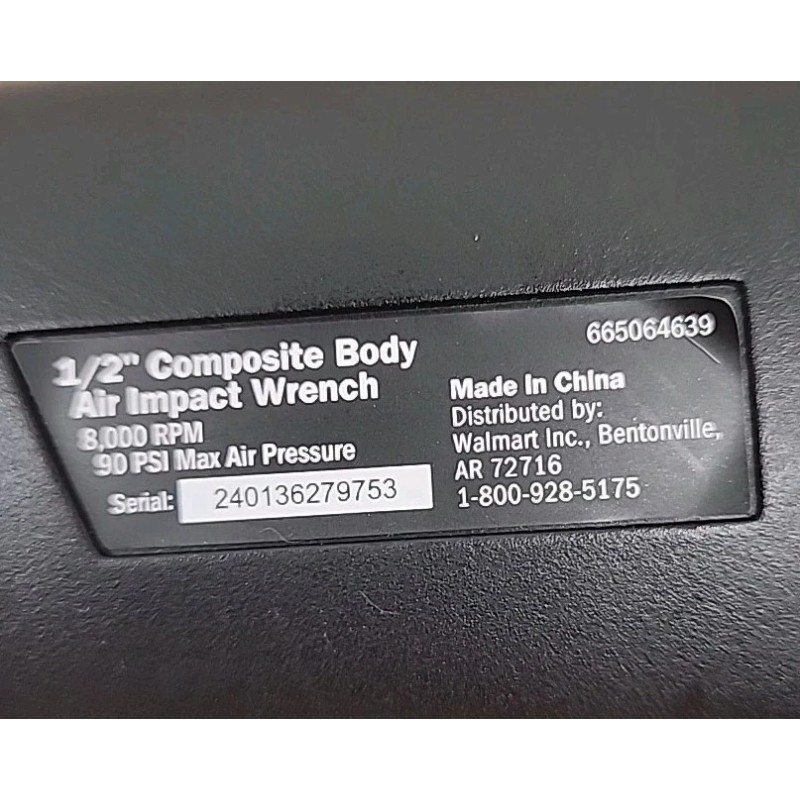 1/2" Composite Body
Air Impact Wrench
8,000 RPM
90 PSI Max Air Pressure
Serial: 240136279753
665064639
Made In China
Distributed by:
Walmart Inc., Bentonville,
AR 72716
1-800-928-5175